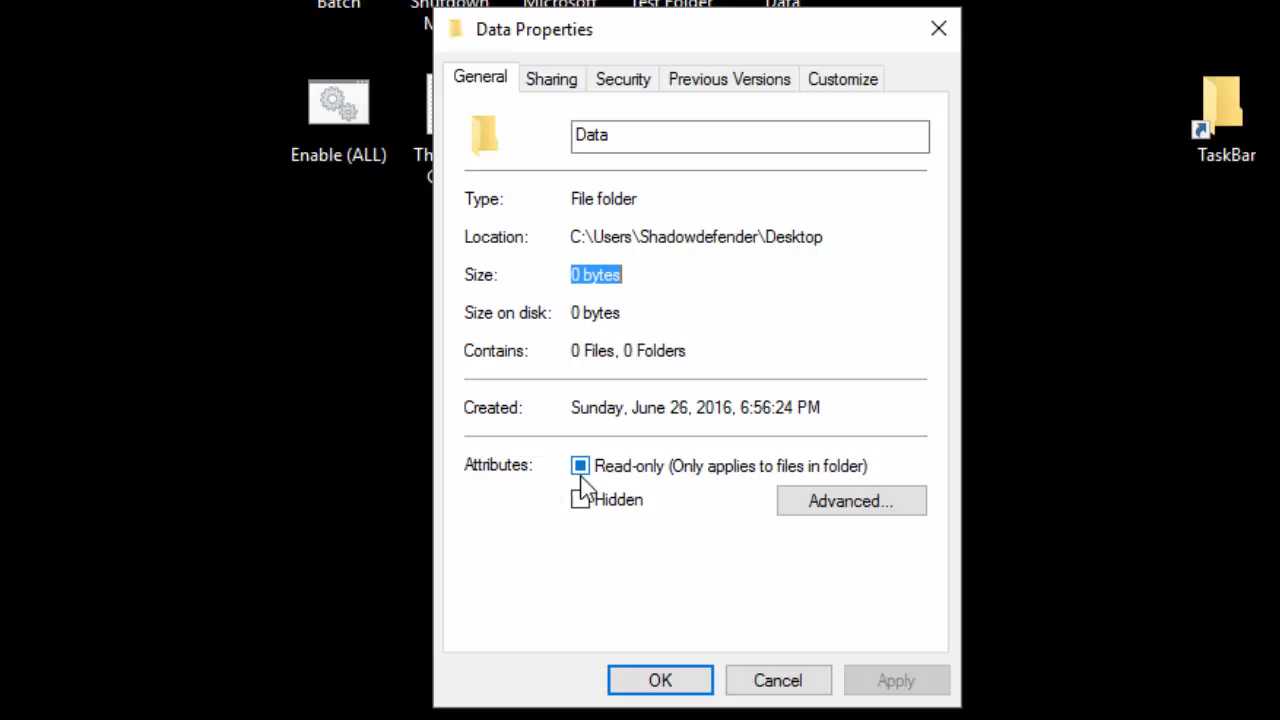 Batch
Shutdown
Microsoft
Test Folder
Data
Data Properties
General
Sharing
Security
Previous Versions
Customize
Enable (ALL)
Th
TaskBar
Data
Type: File folder
Location: C:\Users\Shadowdefender\Desktop
Size: 0 bytes
Size on disk: 0 bytes
Contains: 0 Files, 0 Folders
Created: Sunday, June 26, 2016, 6:56:24 PM
Attributes: Read-only (Only applies to files in folder)
Hidden
Advanced...
OK
Cancel
Apply